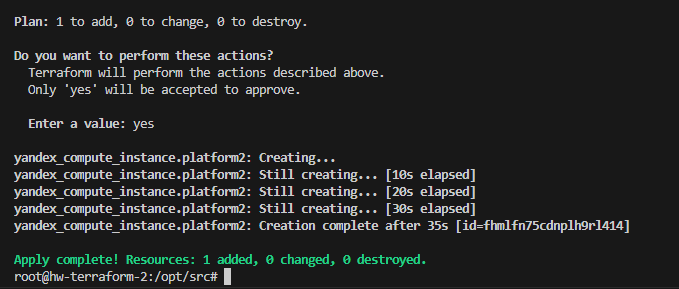 Plan: 1 to add, 0 to change, 0 to destroy.
Do you want to perform these actions?
Terraform will perform the actions described above.
Only 'yes' will be accepted to approve.
Enter a value: yes
yandex_compute_instance.platform2: Creating...
yandex_compute_instance.platform2: Still creating... [10s elapsed]
yandex_compute_instance.platform2: Still creating... [20s elapsed]
yandex_compute_instance.platform2: Still creating... [30s elapsed]
yandex_compute_instance.platform2: Creation complete after 35s [id=fhmlfn75cdnplh9rl414]
Apply complete! Resources: 1 added, 0 changed, 0 destroyed.
root@hw-terraform-2:/opt/src#